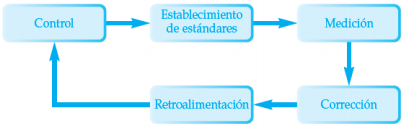 Control
Establecimiento
de estándares
Medición
Retroalimentación
Corrección